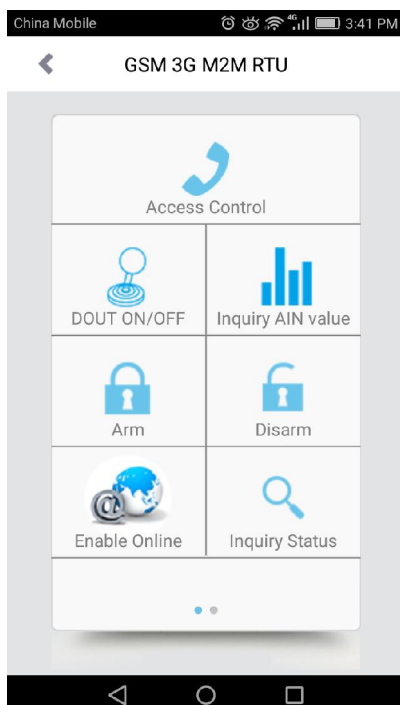 China Mobile 4G 3:41 PM
GSM 3G M2M RTU
Access Control
DOUT ON/OFF Inquiry AIN value
Arm Disarm
@
Enable Online Inquiry Status